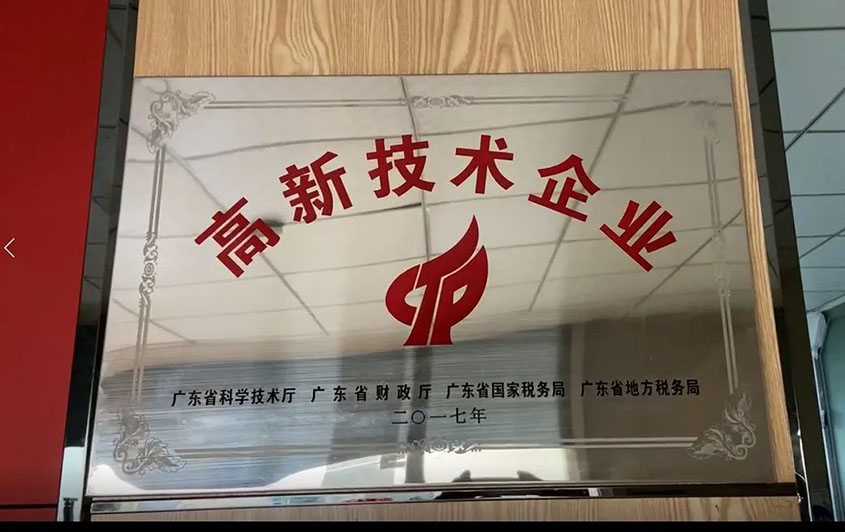 高新技术企业
广东省科学技术厅 广东省财政厅 广东省国家税务局 广东省地方税务局
二〇一七年